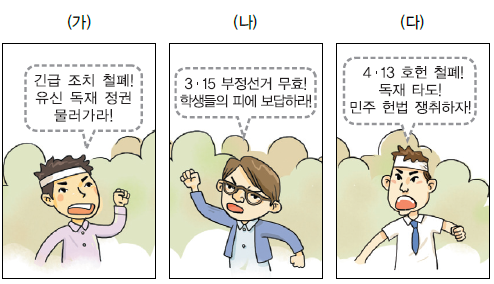 (가)
긴급 조치 철폐!
유신 독재 정권
물러가라!
(나)
3·15 부정선거 무효!
학생들의 피에 보답하라!
(다)
4·13 호헌 철폐!
독재 타도!
민주 헌법 쟁취하자!